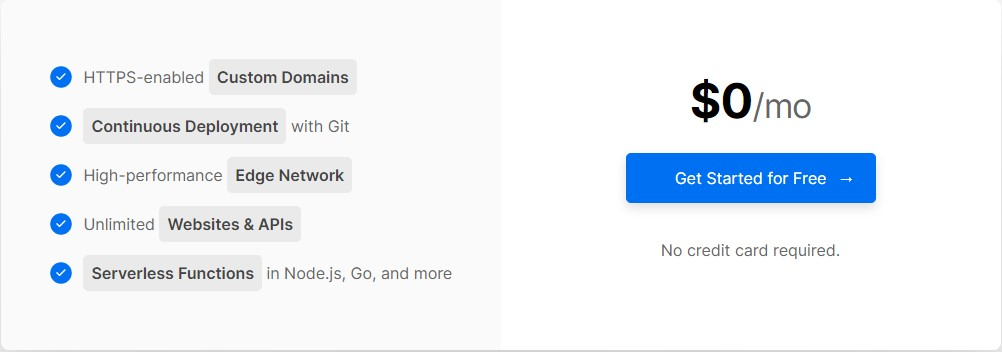 HTTPS-enabled Custom Domains
Continuous Deployment with Git
High-performance Edge Network
Unlimited Websites & APIs
Serverless Functions in Node.js, Go, and more
$0/mo
Get Started for Free →
No credit card required.